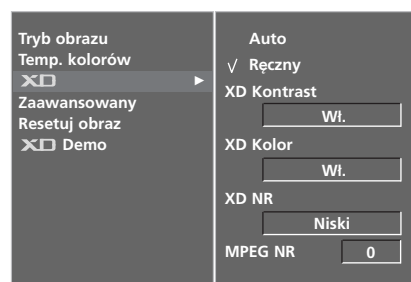 Tryb obrazu
Temp. kolorów
XD
Zaawansowany
Resetuj obraz
XD Demo
Auto
√ Ręczny
XD Kontrast
Wł.
XD Kolor
Wł.
XD NR
Niski
MPEG NR 0